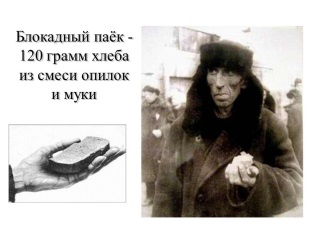 Блокадный паёк -
120 грамм хлеба
из смеси опилок
и муки